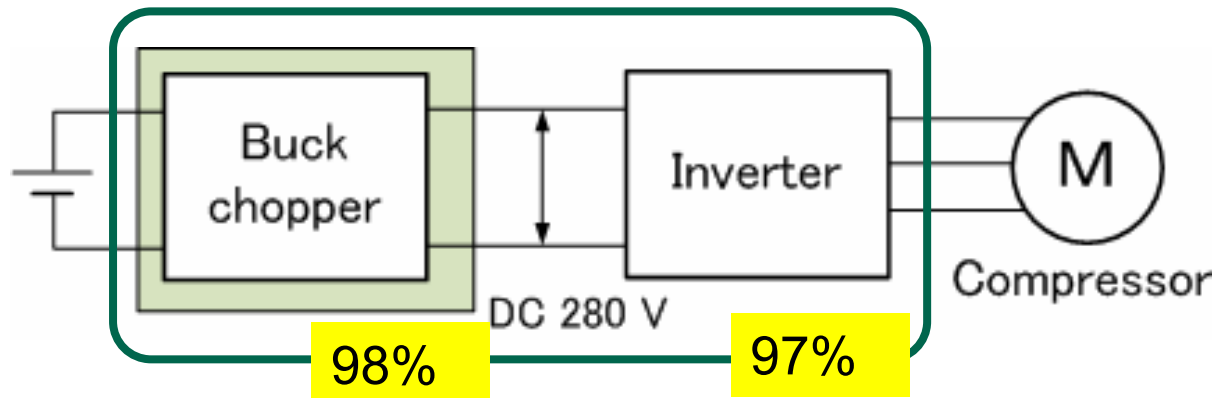 Buck
chopper
Inverter
M
Compressor
DC 280 V
98%
97%